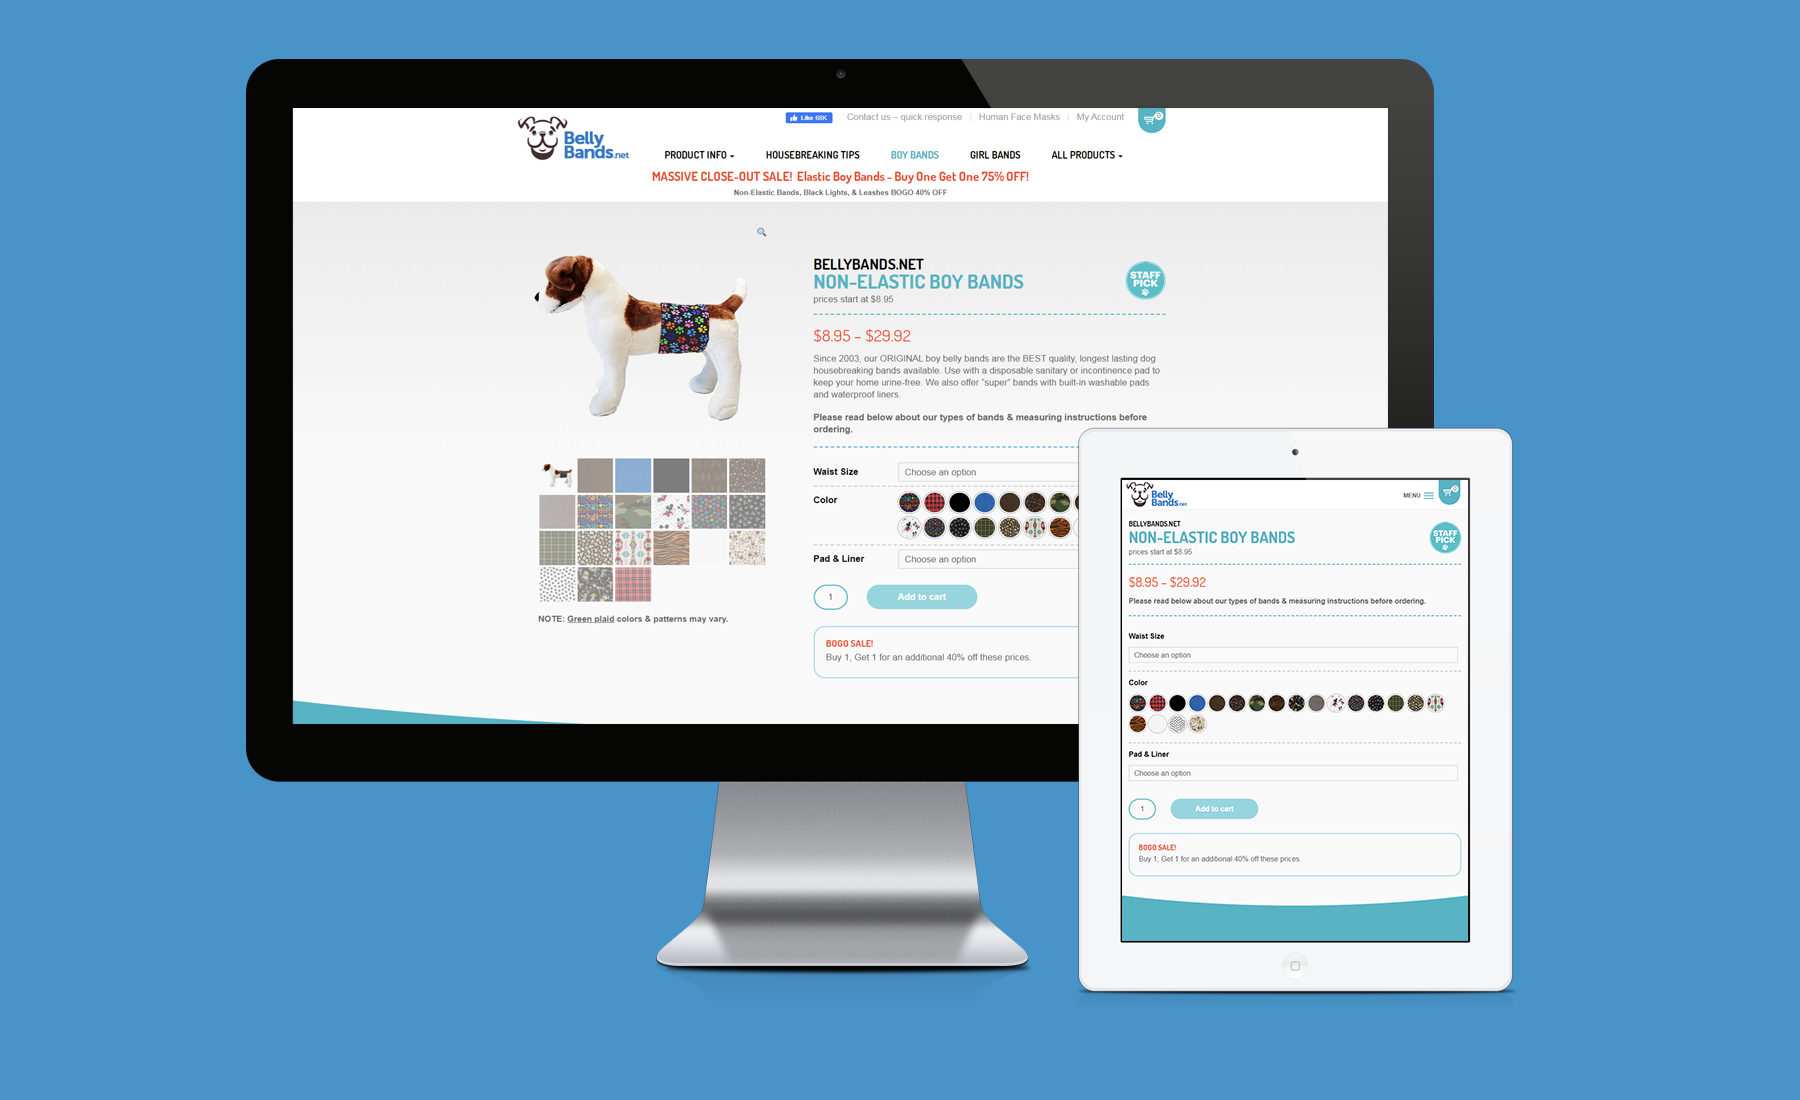 Belly
Bands.net
Like 68K
Contact us – quick response
Human Face Masks
My Account
0
PRODUCT INFO
HOUSEBREAKING TIPS
BOY BANDS
GIRL BANDS
ALL PRODUCTS
MASSIVE CLOSE-OUT SALE! Elastic Boy Bands - Buy One Get One 75% OFF!
Non-Elastic Bands, Black Lights, & Leashes BOGO 40% OFF
BELLYBANDS.NET
NON-ELASTIC BOY BANDS
prices start at $8.95
STAFF
PICK
$8.95 – $29.92
Since 2003, our ORIGINAL boy belly bands are the BEST quality, longest lasting dog
housebreaking bands available. Use with a disposable sanitary or incontinence pad to
keep your home urine-free. We also offer "super" bands with built-in washable pads
and waterproof liners.
Please read below about our types of bands & measuring instructions before
ordering.
Waist Size
Choose an option
Color
Pad & Liner
Choose an option
1
Add to cart
BOGO SALE!
Buy 1, Get 1 for an additional 40% off these prices.
NOTE: Green plaid colors & patterns may vary.
Belly
Bands.net
MENU
0
BELLYBANDS.NET
NON-ELASTIC BOY BANDS
prices start at $8.95
STAFF
PICK
$8.95 – $29.92
Please read below about our types of bands & measuring instructions before ordering.
Waist Size
Choose an option
Color
Pad & Liner
Choose an option
1
Add to cart
BOGO SALE!
Buy 1, Get 1 for an additional 40% off these prices.